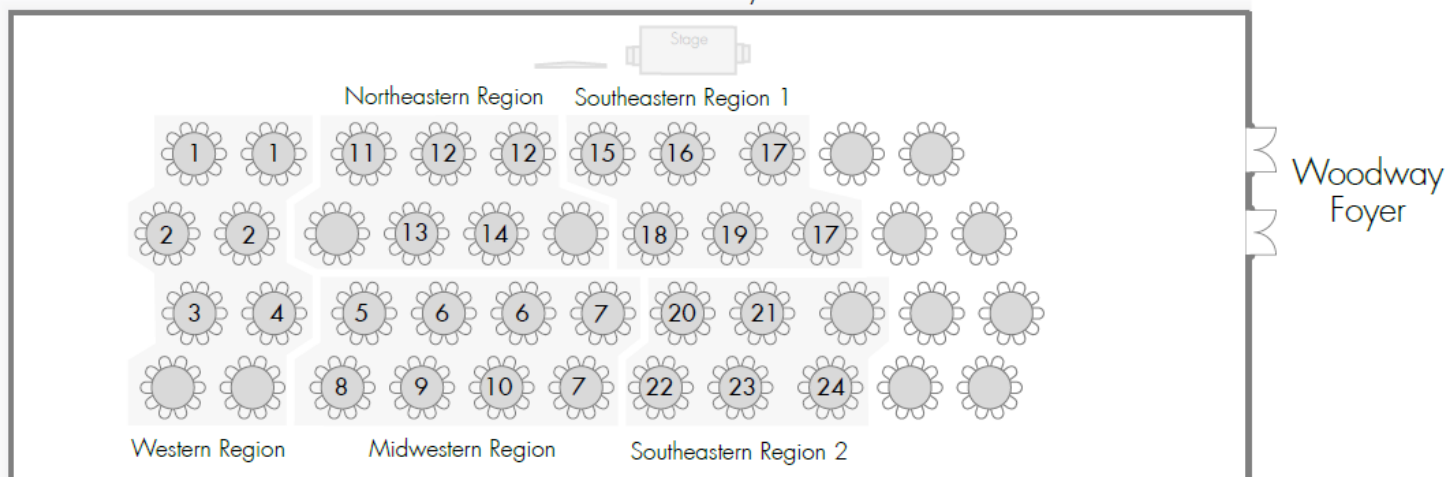 Stage
Northeastern Region Southeastern Region 1
1 1 11 12 12 15 16 17
2 2 13 14 18 19 17
3 4 5 6 6 7 20 21
8 9 10 7 22 23 24
Western Region Midwestern Region Southeastern Region 2
Woodway
Foyer